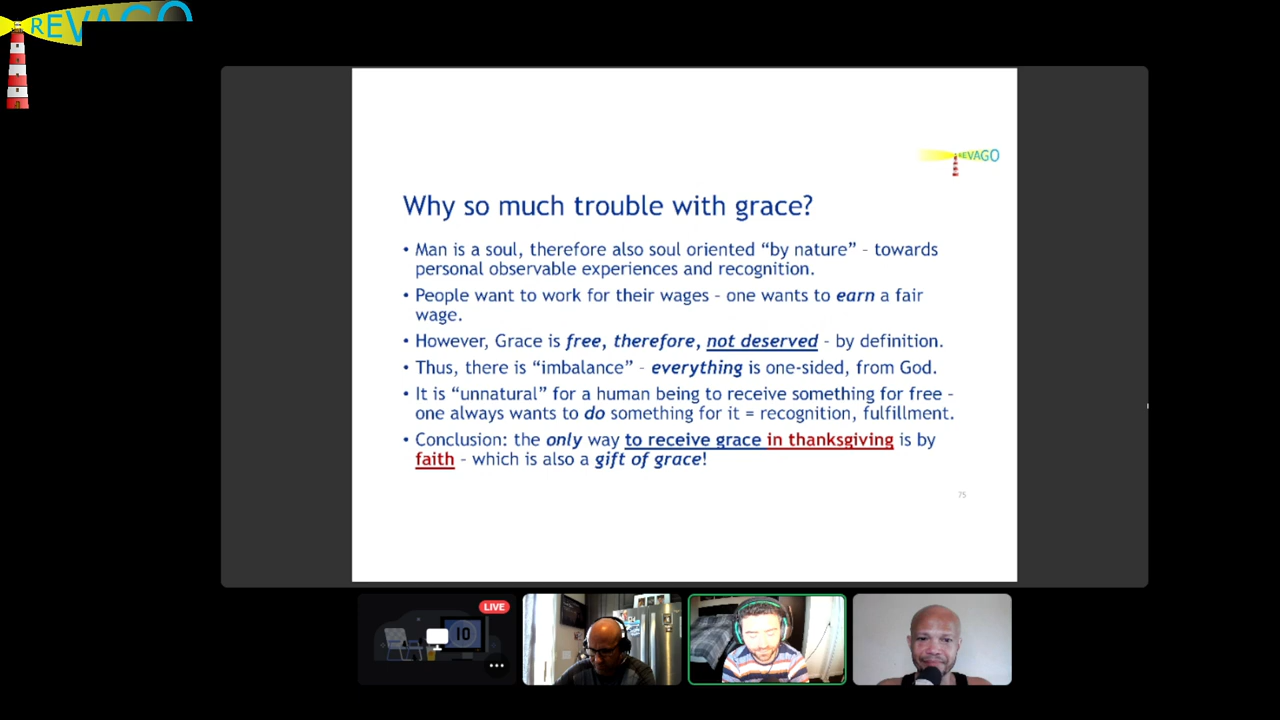 REVAGO
REVAGO
Why so much trouble with grace?
• Man is a soul, therefore also soul oriented “by nature” – towards
personal observable experiences and recognition.
• People want to work for their wages – one wants to earn a fair
wage.
• However, Grace is free, therefore, not deserved – by definition.
• Thus, there is “imbalance” – everything is one-sided, from God.
• It is “unnatural” for a human being to receive something for free –
one always wants to do something for it = recognition, fulfillment.
• Conclusion: the only way to receive grace in thanksgiving is by
faith – which is also a gift of grace!
75
LIVE